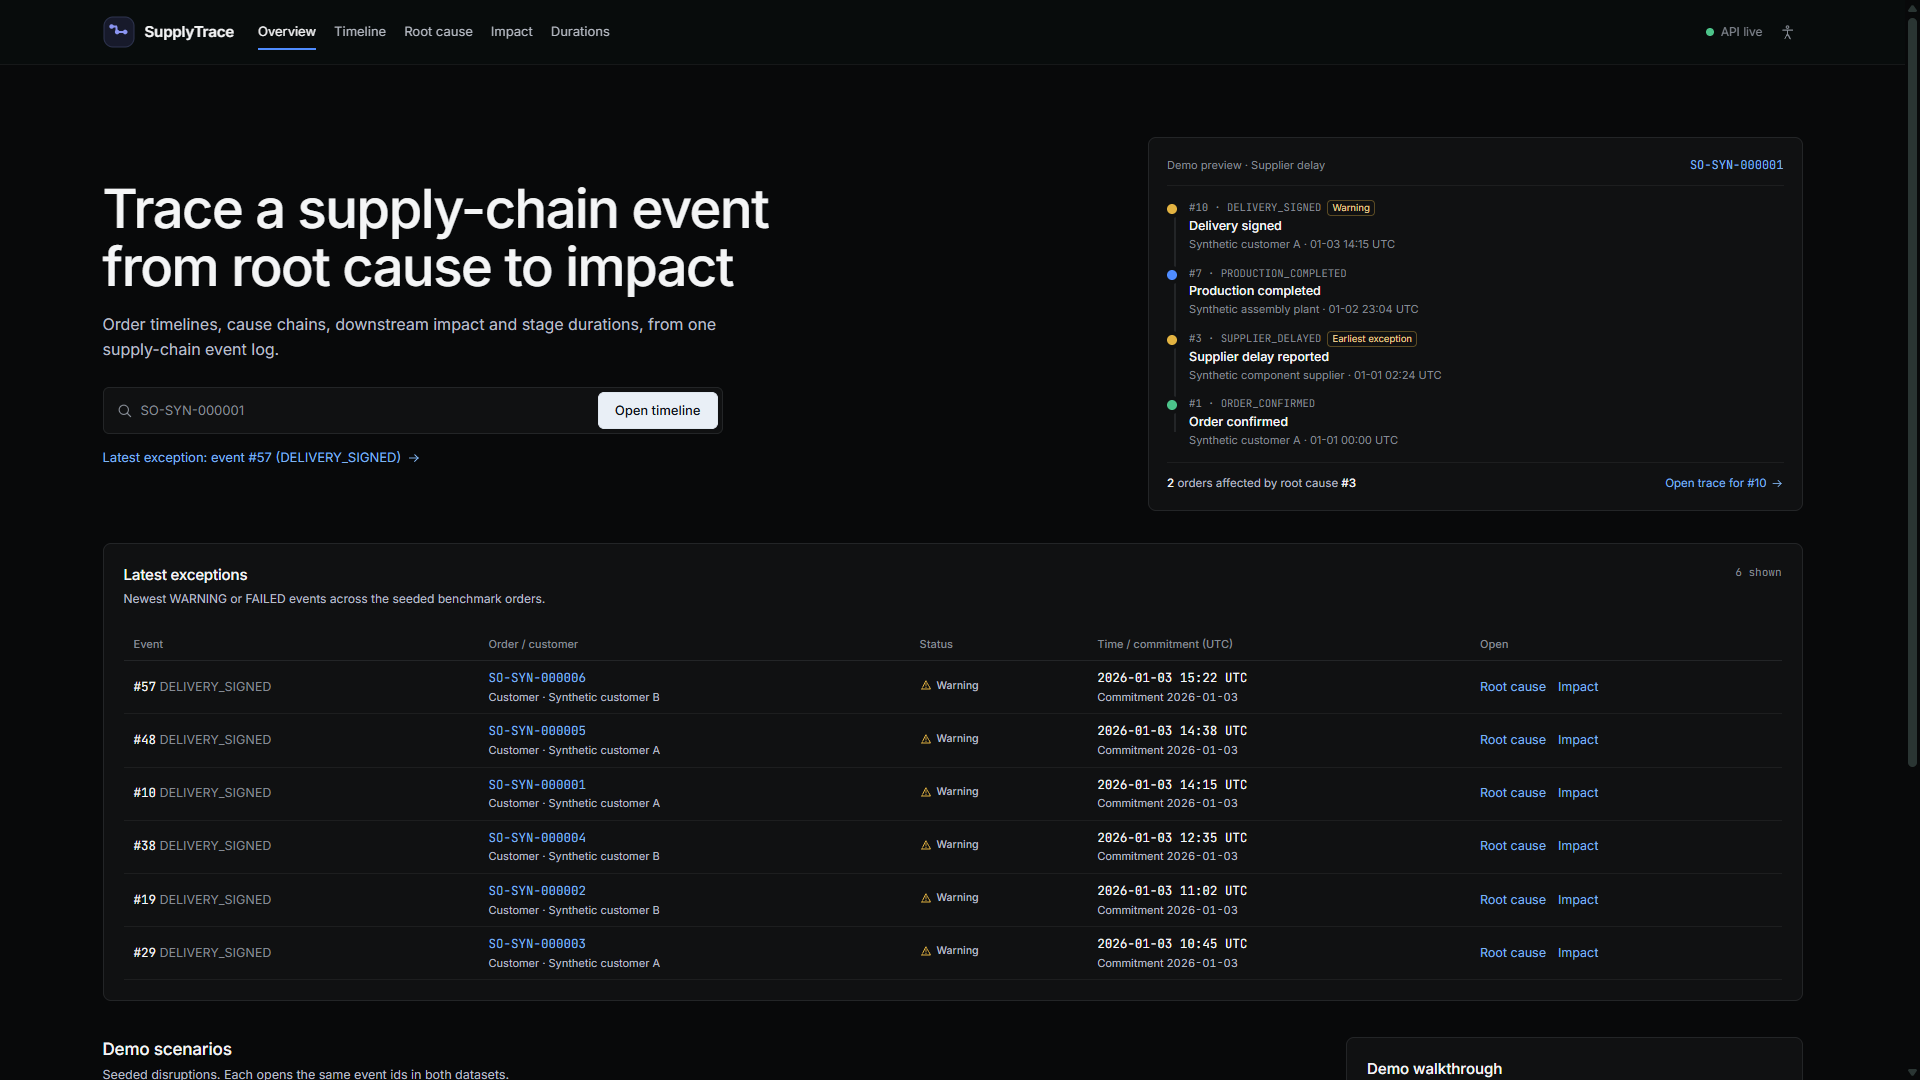 SupplyTrace
Overview
Timeline
Root cause
Impact
Durations
API live
Trace a supply-chain event
from root cause to impact
Order timelines, cause chains, downstream impact and stage durations, from one
supply-chain event log.
SO-SYN-000001
Open timeline
Latest exception: event #57 (DELIVERY_SIGNED) →
Demo preview · Supplier delay
SO-SYN-000001
#10 · DELIVERY_SIGNED Warning
Delivery signed
Synthetic customer A · 01-03 14:15 UTC
#7 · PRODUCTION_COMPLETED
Production completed
Synthetic assembly plant · 01-02 23:04 UTC
#3 · SUPPLIER_DELAYED Earliest exception
Supplier delay reported
Synthetic component supplier · 01-01 02:24 UTC
#1 · ORDER_CONFIRMED
Order confirmed
Synthetic customer A · 01-01 00:00 UTC
2 orders affected by root cause #3
Open trace for #10 →
Latest exceptions
6 shown
Newest WARNING or FAILED events across the seeded benchmark orders.
Event
Order / customer
Status
Time / commitment (UTC)
Open
#57 DELIVERY_SIGNED
SO-SYN-000006
Customer · Synthetic customer B
Warning
2026-01-03 15:22 UTC
Commitment 2026-01-03
Root cause
Impact
#48 DELIVERY_SIGNED
SO-SYN-000005
Customer · Synthetic customer A
Warning
2026-01-03 14:38 UTC
Commitment 2026-01-03
Root cause
Impact
#10 DELIVERY_SIGNED
SO-SYN-000001
Customer · Synthetic customer A
Warning
2026-01-03 14:15 UTC
Commitment 2026-01-03
Root cause
Impact
#38 DELIVERY_SIGNED
SO-SYN-000004
Customer · Synthetic customer B
Warning
2026-01-03 12:35 UTC
Commitment 2026-01-03
Root cause
Impact
#19 DELIVERY_SIGNED
SO-SYN-000002
Customer · Synthetic customer B
Warning
2026-01-03 11:02 UTC
Commitment 2026-01-03
Root cause
Impact
#29 DELIVERY_SIGNED
SO-SYN-000003
Customer · Synthetic customer A
Warning
2026-01-03 10:45 UTC
Commitment 2026-01-03
Root cause
Impact
Demo scenarios
Seeded disruptions. Each opens the same event ids in both datasets.
Demo walkthrough